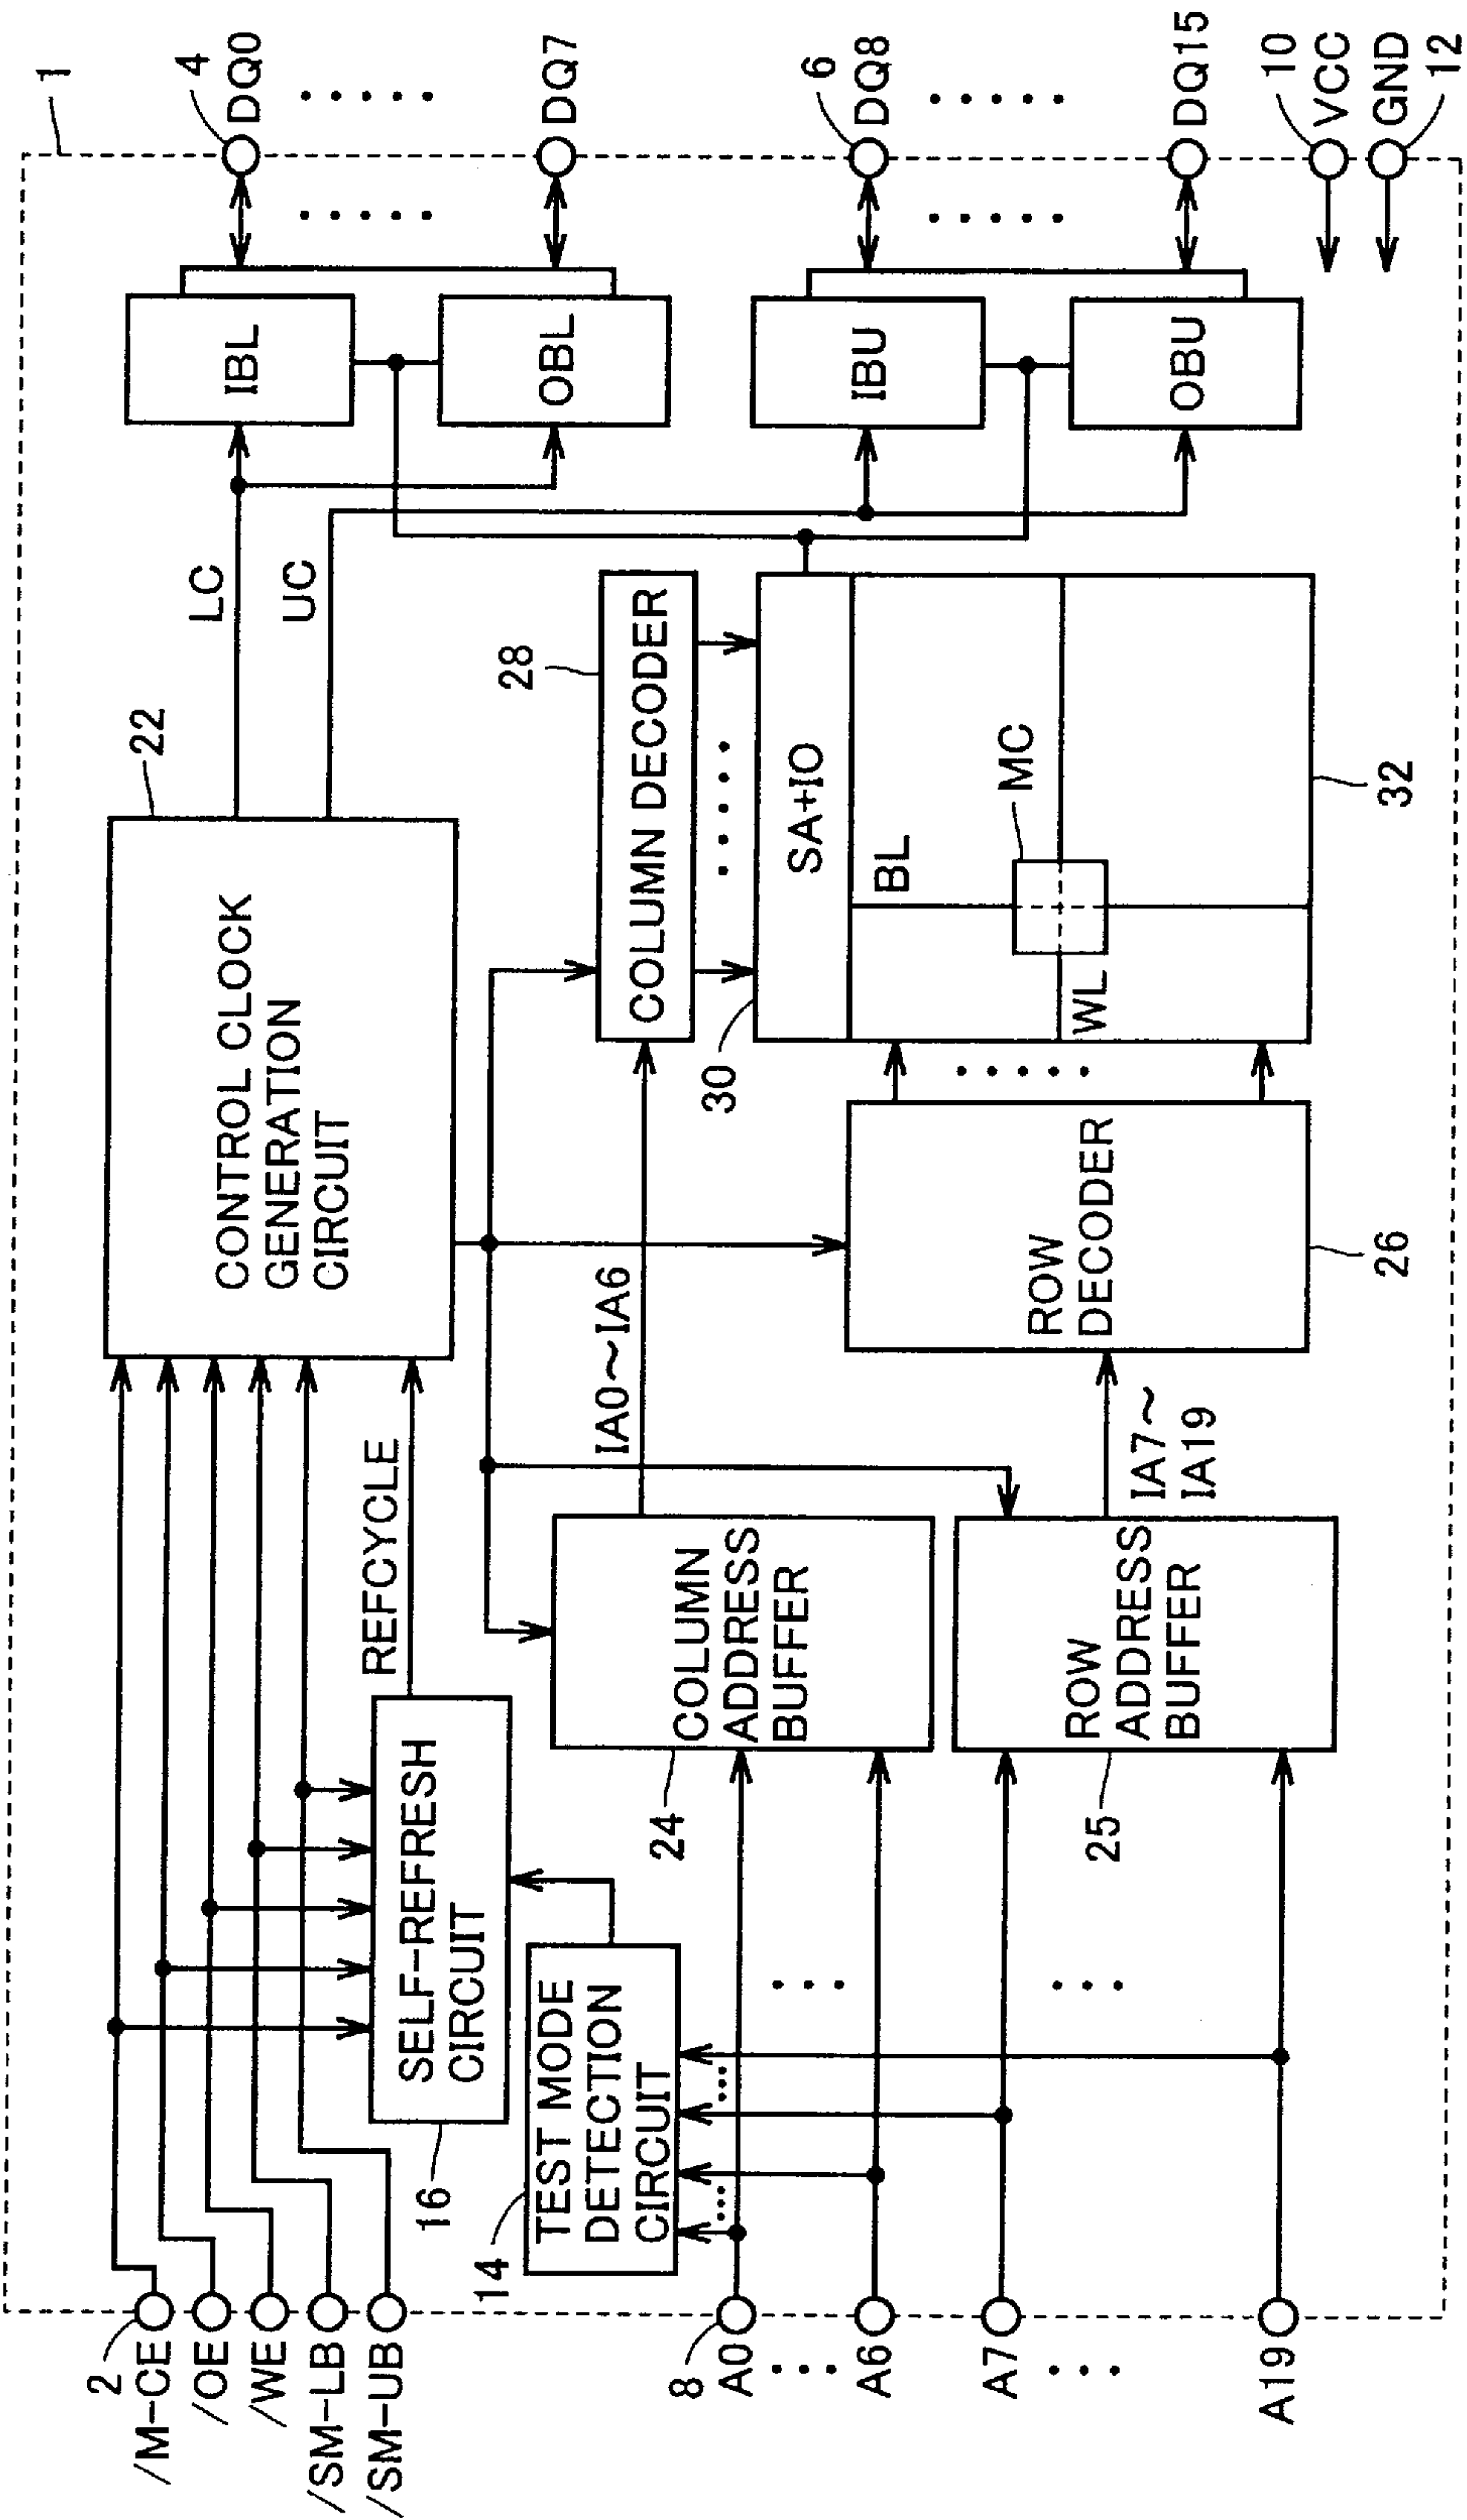 1
2
/M-CE
/OE
/WE
/SM-LB
/SM-UB
CONTROL CLOCK
GENERATION
CIRCUIT
22
LC
UC
REFCYCLE
SELF-REFRESH
CIRCUIT
16
14
TEST MODE
DETECTION
CIRCUIT
8
A0
A6
A7
A19
COLUMN
ADDRESS
BUFFER
24
ROW
ADDRESS
BUFFER
25
IA0~IA6
IA7~
IA19
COLUMN DECODER
28
ROW
DECODER
26
30
SA+IO
BL
MC
WL
32
IBL
OBL
IBU
OBU
4
DQ0
DQ7
6
DQ8
DQ15
10
VCC
GND
12